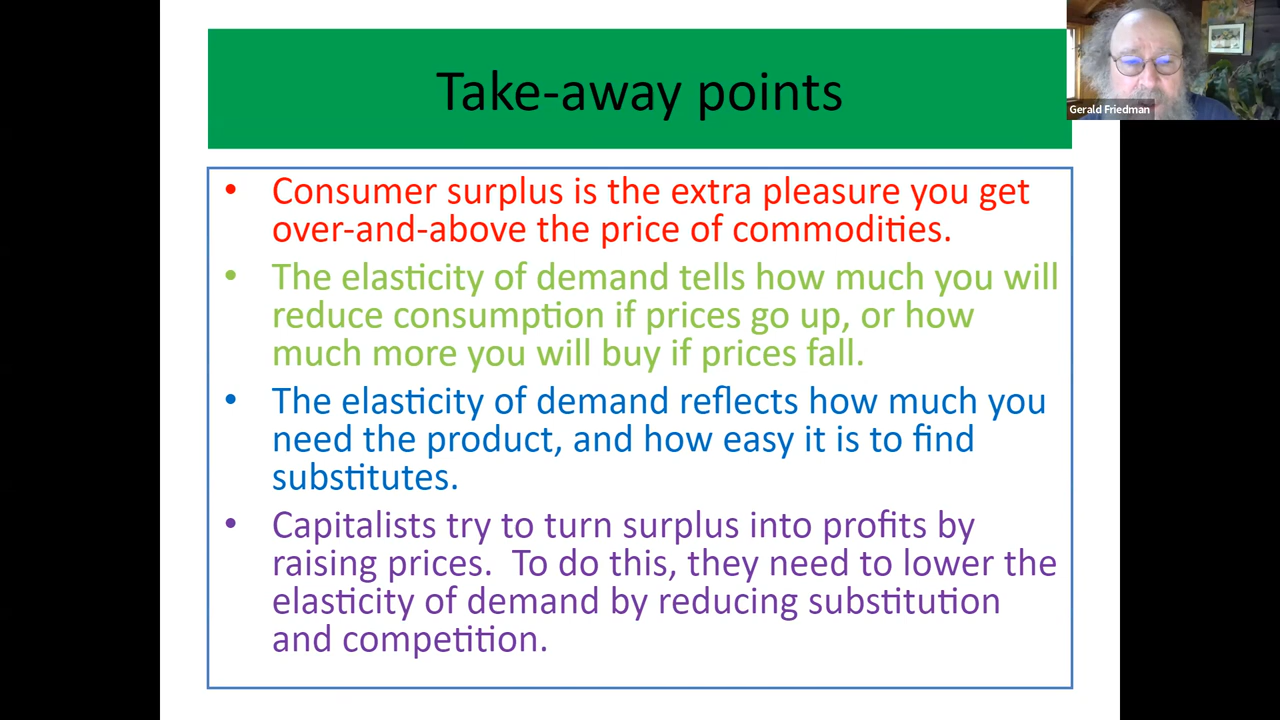 Take-away points
Gerald Friedman
• Consumer surplus is the extra pleasure you get
over-and-above the price of commodities.
• The elasticity of demand tells how much you will
reduce consumption if prices go up, or how
much more you will buy if prices fall.
• The elasticity of demand reflects how much you
need the product, and how easy it is to find
substitutes.
• Capitalists try to turn surplus into profits by
raising prices.  To do this, they need to lower the
elasticity of demand by reducing substitution
and competition.